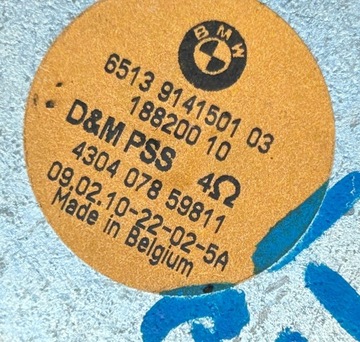 BMW
6513 9141501 03
188200 10
D&M PSS 4Ω
4304 078 59811
09.02.10-22-02-5A
Made in Belgium